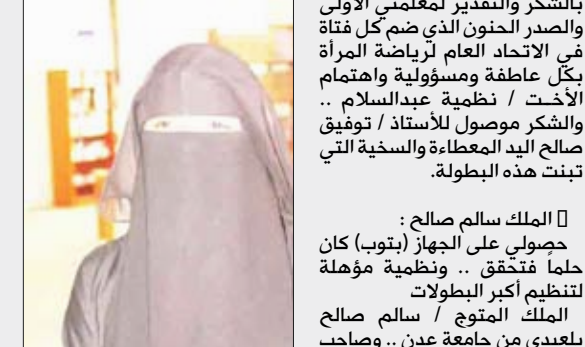 بالشكر والتقدير لمعلمتي الأولى
والصدر الحنون الذي ضم كل فتاة
في الاتحاد العام لرياضة المرأة
بكل عاطفة ومسؤولية واهتمام
الأخـت / نظمية عبدالسلام ..
والشكر موصول للأستاذ / توفيق
صالح اليد المعطاءة والسخية التي
تبنت هذه البطولة.
الملك سالم صالح :
حصولي على الجهاز (بتوب) كان
حلماً فتحقق .. ونظمية مؤهلة
لتنظيم أكبر البطولات
الملك المتوج / سالم صالح
بلعيدي من جامعة عدن .. وصاحب